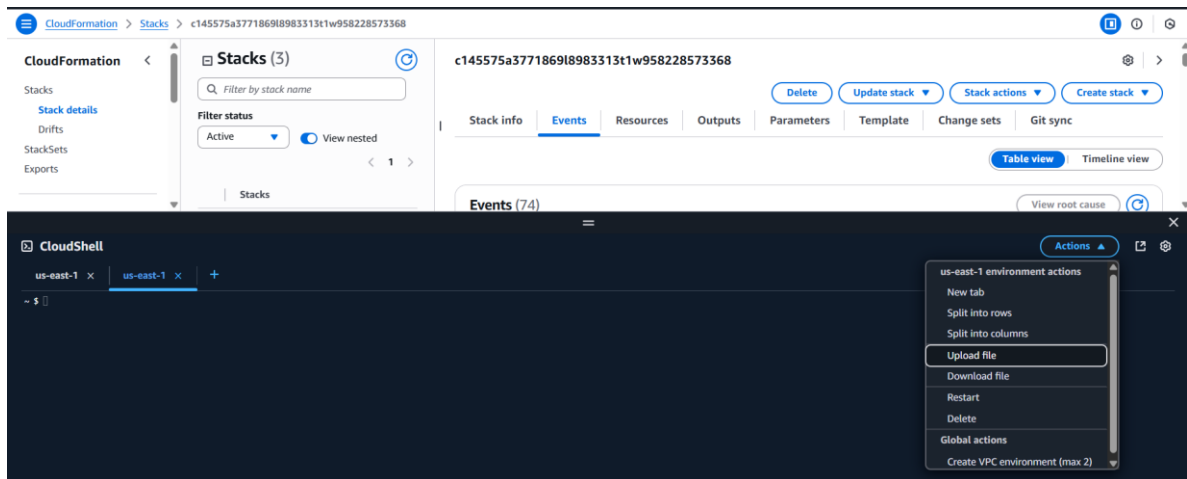 CloudFormation > Stacks > c145575a3771869l8983313t1w958228573368
CloudFormation
Stacks
Stack details
Drifts
StackSets
Exports
Stacks (3)
Filter by stack name
Filter status
Active
View nested
1
Stacks
c145575a3771869l8983313t1w958228573368
Delete
Update stack
Stack actions
Create stack
Stack info Events Resources Outputs Parameters Template Change sets Git sync
Table view
Timeline view
Events (74)
View root cause
CloudShell
Actions
us-east-1 × us-east-1 × +
~ $
us-east-1 environment actions
New tab
Split into rows
Split into columns
Upload file
Download file
Restart
Delete
Global actions
Create VPC environment (max 2)